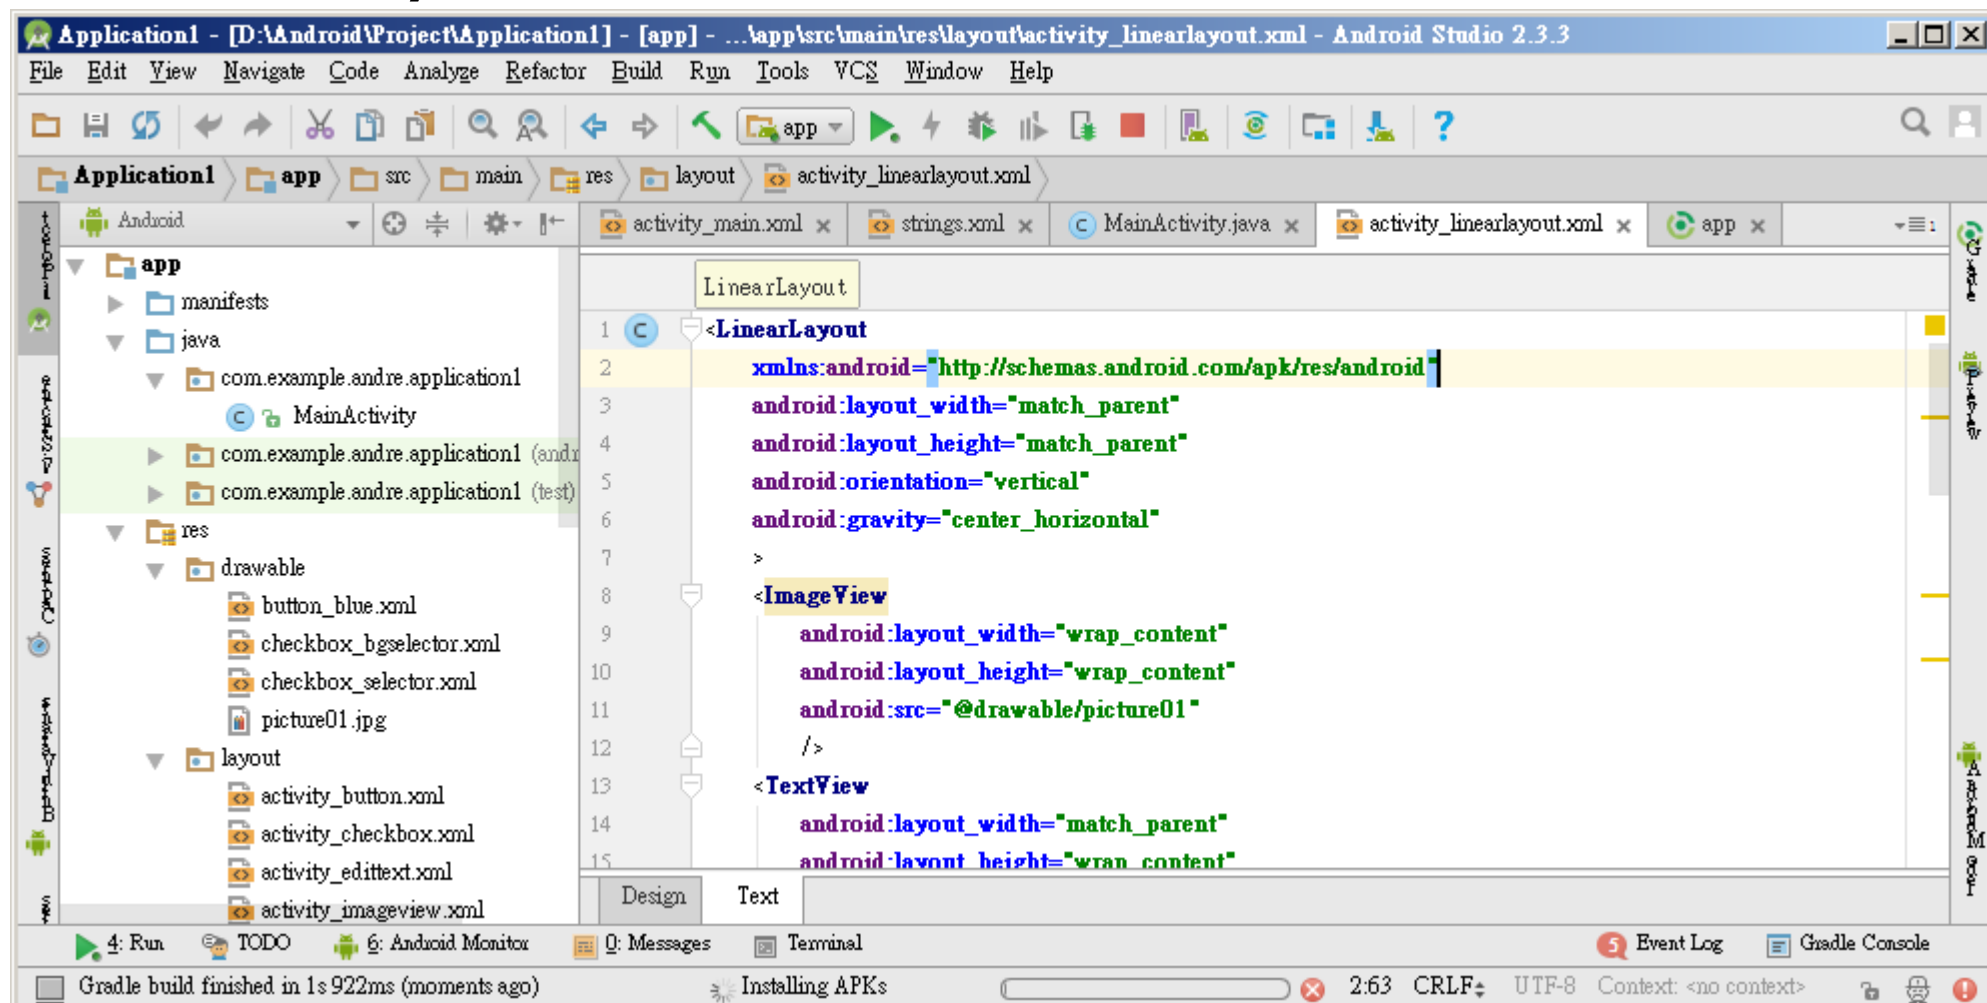 Application1 - [D:\Android\Project\Application1] - [app] - ...\app\src\main\res\layout\activity_linearlayout.xml - Android Studio 2.3.3
File Edit View Navigate Code Analyze Refactor Build Run Tools VCS Window Help
app
Application1 app src main res layout activity_linearlayout.xml
Android
activity_main.xml strings.xml MainActivity.java activity_linearlayout.xml app
app
manifests
java
com.example.andre.application1
MainActivity
com.example.andre.application1 (andr
com.example.andre.application1 (test)
res
drawable
button_blue.xml
checkbox_bgselector.xml
checkbox_selector.xml
picture01.jpg
layout
activity_button.xml
activity_checkbox.xml
activity_edittext.xml
activity_imageview.xml
LinearLayout
1 <LinearLayout
2 xmlns:android="http://schemas.android.com/apk/res/android"
3 android:layout_width="match_parent"
4 android:layout_height="match_parent"
5 android:orientation="vertical"
6 android:gravity="center_horizontal"
7 >
8 <ImageView
9 android:layout_width="wrap_content"
10 android:layout_height="wrap_content"
11 android:src="@drawable/picture01"
12 />
13 <TextView
14 android:layout_width="match_parent"
15 android:layout_height="wrap_content"
Design Text
4: Run TODO 6: Android Monitor 0: Messages Terminal 5 Event Log Gradle Console
Gradle build finished in 1s 922ms (moments ago) Installing APKs 2:63 CRLF UTF-8 Context: <no context>